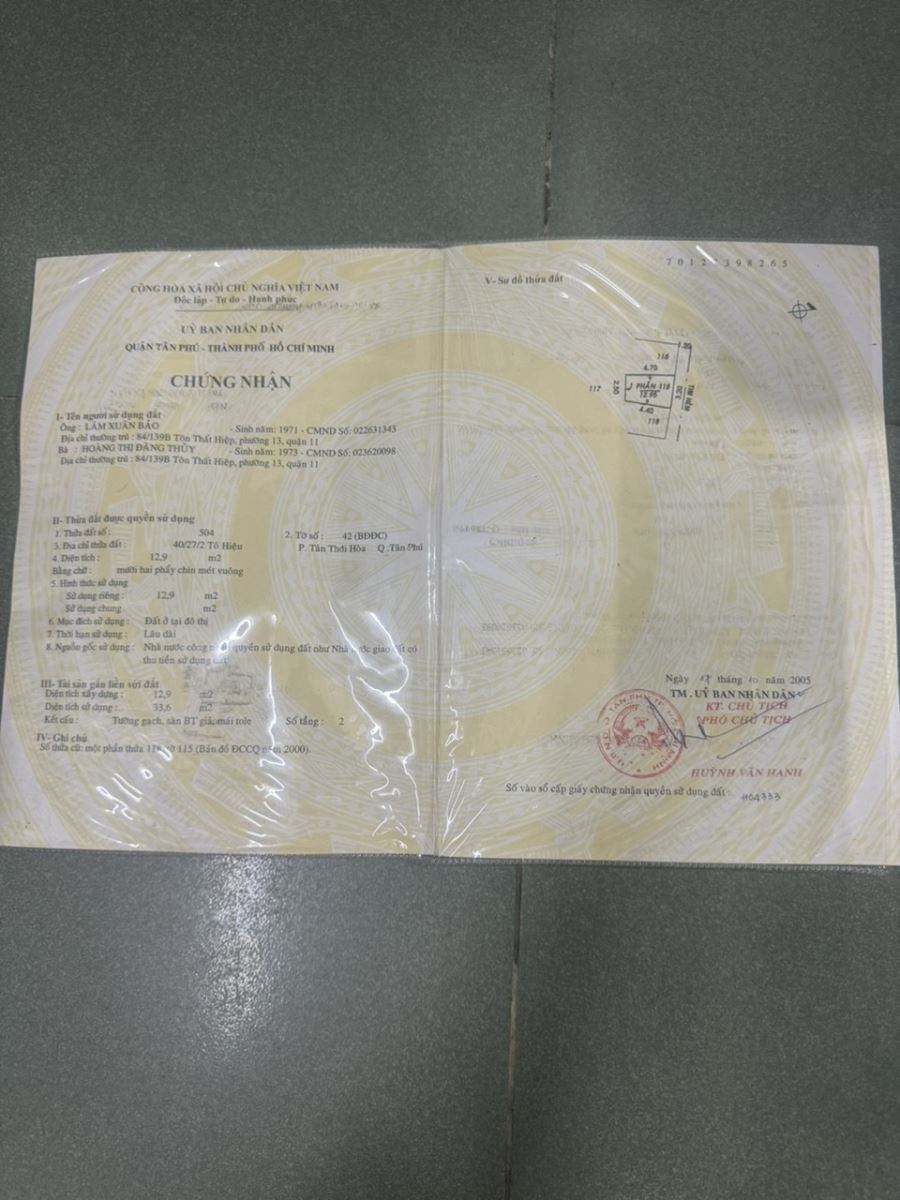 CỘNG HÒA XÃ HỘI CHỦ NGHĨA VIỆT NAM
Độc lập - Tự do - Hạnh phúc
UỶ BAN NHÂN DÂN
QUẬN TÂN PHÚ - THÀNH PHỐ HỒ CHÍ MINH
CHỨNG NHẬN
I- Tên người sử dụng đất
Ông : LÂM XUÂN BẢO - Sinh năm: 1971 - CMND Số: 022631343
Địa chỉ thường trú : 84/139B Tôn Thất Hiệp, phường 13, quận 11
Bà : HOÀNG THỊ ĐĂNG THỦY - Sinh năm: 1973 - CMND Số: 023620098
Địa chỉ thường trú : 84/139B Tôn Thất Hiệp, phường 13, quận 11
II- Thửa đất được quyền sử dụng
1. Thửa đất số: 504 2. Tờ số : 42 (BĐĐC)
3. Địa chỉ thửa đất : 40/27/2 Tô Hiệu P. Tân Thới Hòa Q .Tân Phú
4. Diện tích : 12,9 m2
Bằng chữ : mười hai phẩy chín mét vuông
5. Hình thức sử dụng
Sử dụng riêng : 12,9 m2
Sử dụng chung m2
6. Mục đích sử dụng : Đất ở tại đô thị
7. Thời hạn sử dụng : Lâu dài
8. Nguồn gốc sử dụng : Nhà nước công quyền sử dụng đất như Nhà nước giao đất có
thu tiền sử dụng đất
III- Tài sản gắn liền với đất
Diện tích xây dựng : 12,9 m2
Diện tích sử dụng : 33,6 m2
Kết cấu : Tường gạch, sàn BT giả, mái tole Số tầng : 2
IV- Ghi chú
Số thửa cũ: một phần thửa 115 (Bản đồ ĐCCQ năm 2000).
V- Sơ đồ thửa đất
116
4.70
117
2.50
PHẦN 118
12.95
4.40
118
Ngày tháng 10 năm 2005
TM . UỶ BAN NHÂN DÂN
KT. CHỦ TỊCH
PHÓ CHỦ TỊCH
HUỲNH VĂN HẠNH
Số vào sổ cấp giấy chứng nhận quyền sử dụng đất : H04333